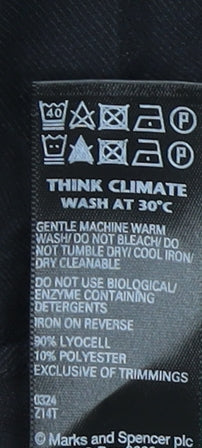 40 P
P
THINK CLIMATE
WASH AT 30°C
GENTLE MACHINE WARM
WASH/ DO NOT BLEACH/ DO
NOT TUMBLE DRY/ COOL IRON/
DRY CLEANABLE
DO NOT USE BIOLOGICAL/
ENZYME CONTAINING
DETERGENTS
IRON ON REVERSE
90% LYOCELL
10% POLYESTER
EXCLUSIVE OF TRIMMINGS
0324
Z14T
© Marks and Spencer plc